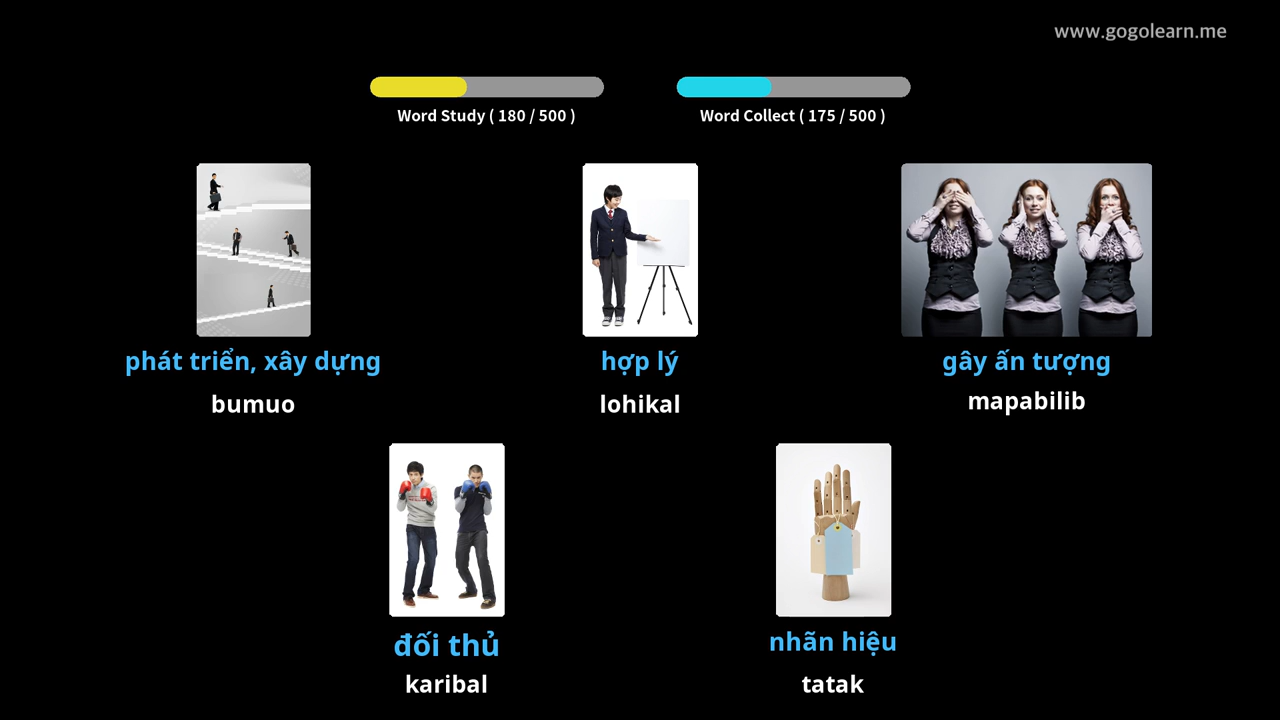 www.gogolearn.me
Word Study ( 180 / 500 )
Word Collect ( 175 / 500 )
phát triển, xây dựng
bumuo
hợp lý
lohikal
gây ấn tượng
mapabilib
đối thủ
karibal
nhãn hiệu
tatak